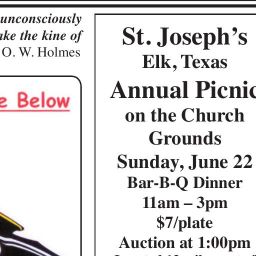 unconsciously
ake the kine of
O. W. Holmes
e Below
St. Joseph's
Elk, Texas
Annual Picnic
on the Church
Grounds
Sunday, June 22
Bar-B-Q Dinner
11am – 3pm
$7/plate
Auction at 1:00pm